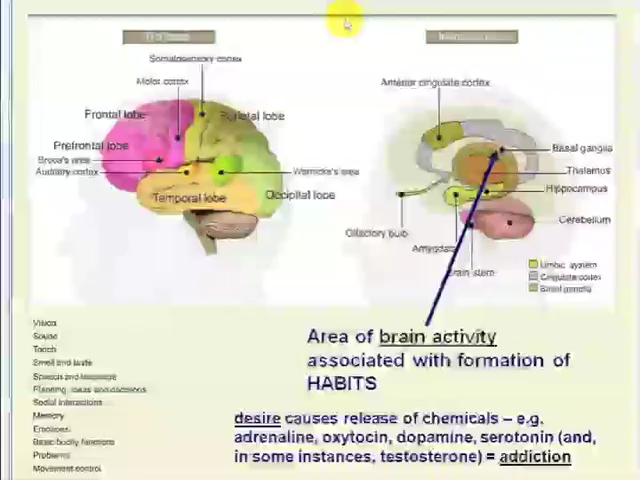 Somatosensory cortex
Motor cortex
Frontal lobe
Parietal lobe
Prefrontal lobe
Broca's area
Auditory cortex
Wernicke's area
Temporal lobe
Occipital lobe
Anterior cingulate cortex
Basal ganglia
Thalamus
Hippocampus
Cerebellum
Olfactory bulb
Amygdala
Brain stem
Limbic system
Cingulate cortex
Basal ganglia
Vision
Sound
Touch
Smell and taste
Speech and language
Planning, ideas and decisions
Social interactions
Memory
Emotions
Basic bodily functions
Problems
Movement control
Area of brain activity
associated with formation of
HABITS
desire causes release of chemicals – e.g.
adrenaline, oxytocin, dopamine, serotonin (and,
in some instances, testosterone) = addiction